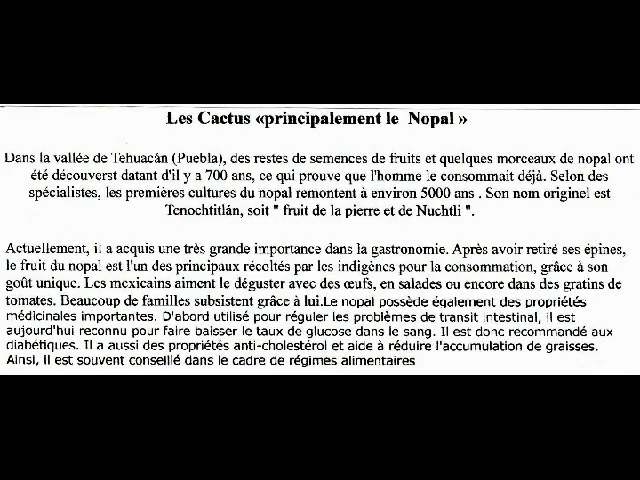 Les Cactus «principalement le Nopal »
Dans la vallée de Tehuacán (Puebla), des restes de semences de fruits et quelques morceaux de nopal ont
été découverst datant d'il y a 700 ans, ce qui prouve que l'homme le consommait déjà. Selon des
spécialistes, les premières cultures du nopal remontent à environ 5000 ans . Son nom originel est
Tenochtitlán, soit " fruit de la pierre et de Nuchtli ".
Actuellement, il a acquis une très grande importance dans la gastronomie. Après avoir retiré ses épines,
le fruit du nopal est l'un des principaux récoltés par les indigènes pour la consommation, grâce à son
goût unique. Les mexicains aiment le déguster avec des œufs, en salades ou encore dans des gratins de
tomates. Beaucoup de familles subsistent grâce à lui.Le nopal possède également des propriétés
médicinales importantes. D'abord utilisé pour réguler les problèmes de transit intestinal, il est
aujourd'hui reconnu pour faire baisser le taux de glucose dans le sang. Il est donc recommandé aux
diabétiques. Il a aussi des propriétés anti-cholestérol et aide à réduire l'accumulation de graisses.
Ainsi, il est souvent conseillé dans le cadre de régimes alimentaires